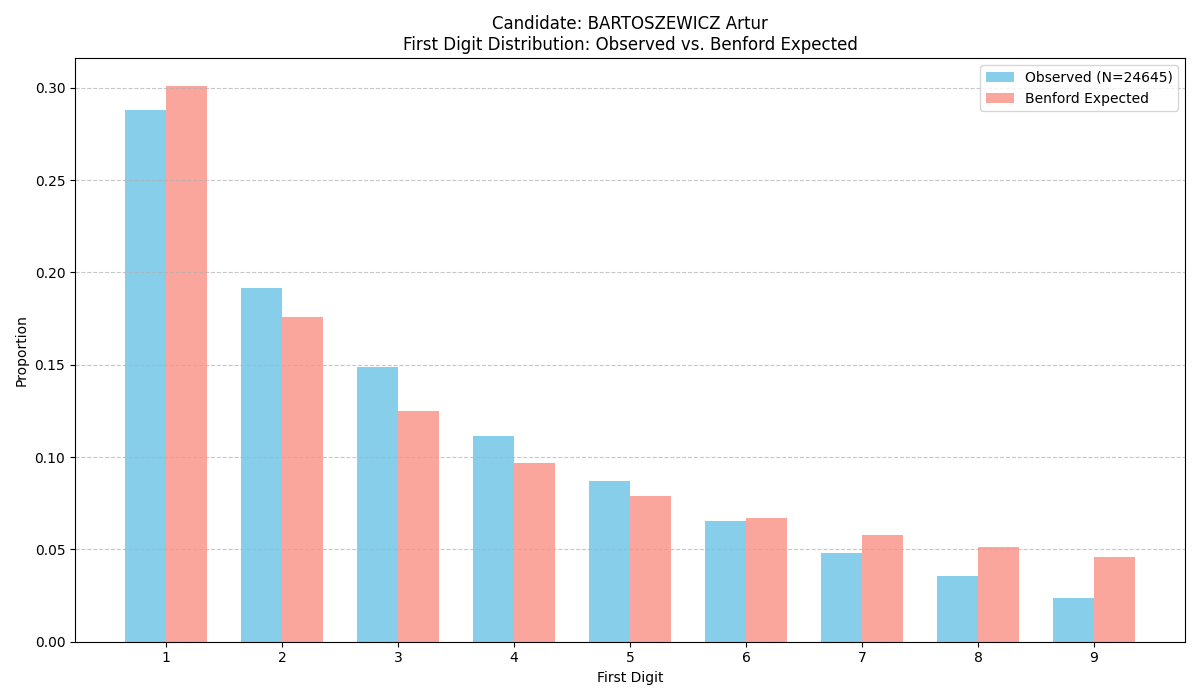 Candidate: BARTOSZEWICZ Artur
First Digit Distribution: Observed vs. Benford Expected
Observed (N=24645)
Benford Expected
Proportion
0.30
0.25
0.20
0.15
0.10
0.05
0.00
1 2 3 4 5 6 7 8 9
First Digit